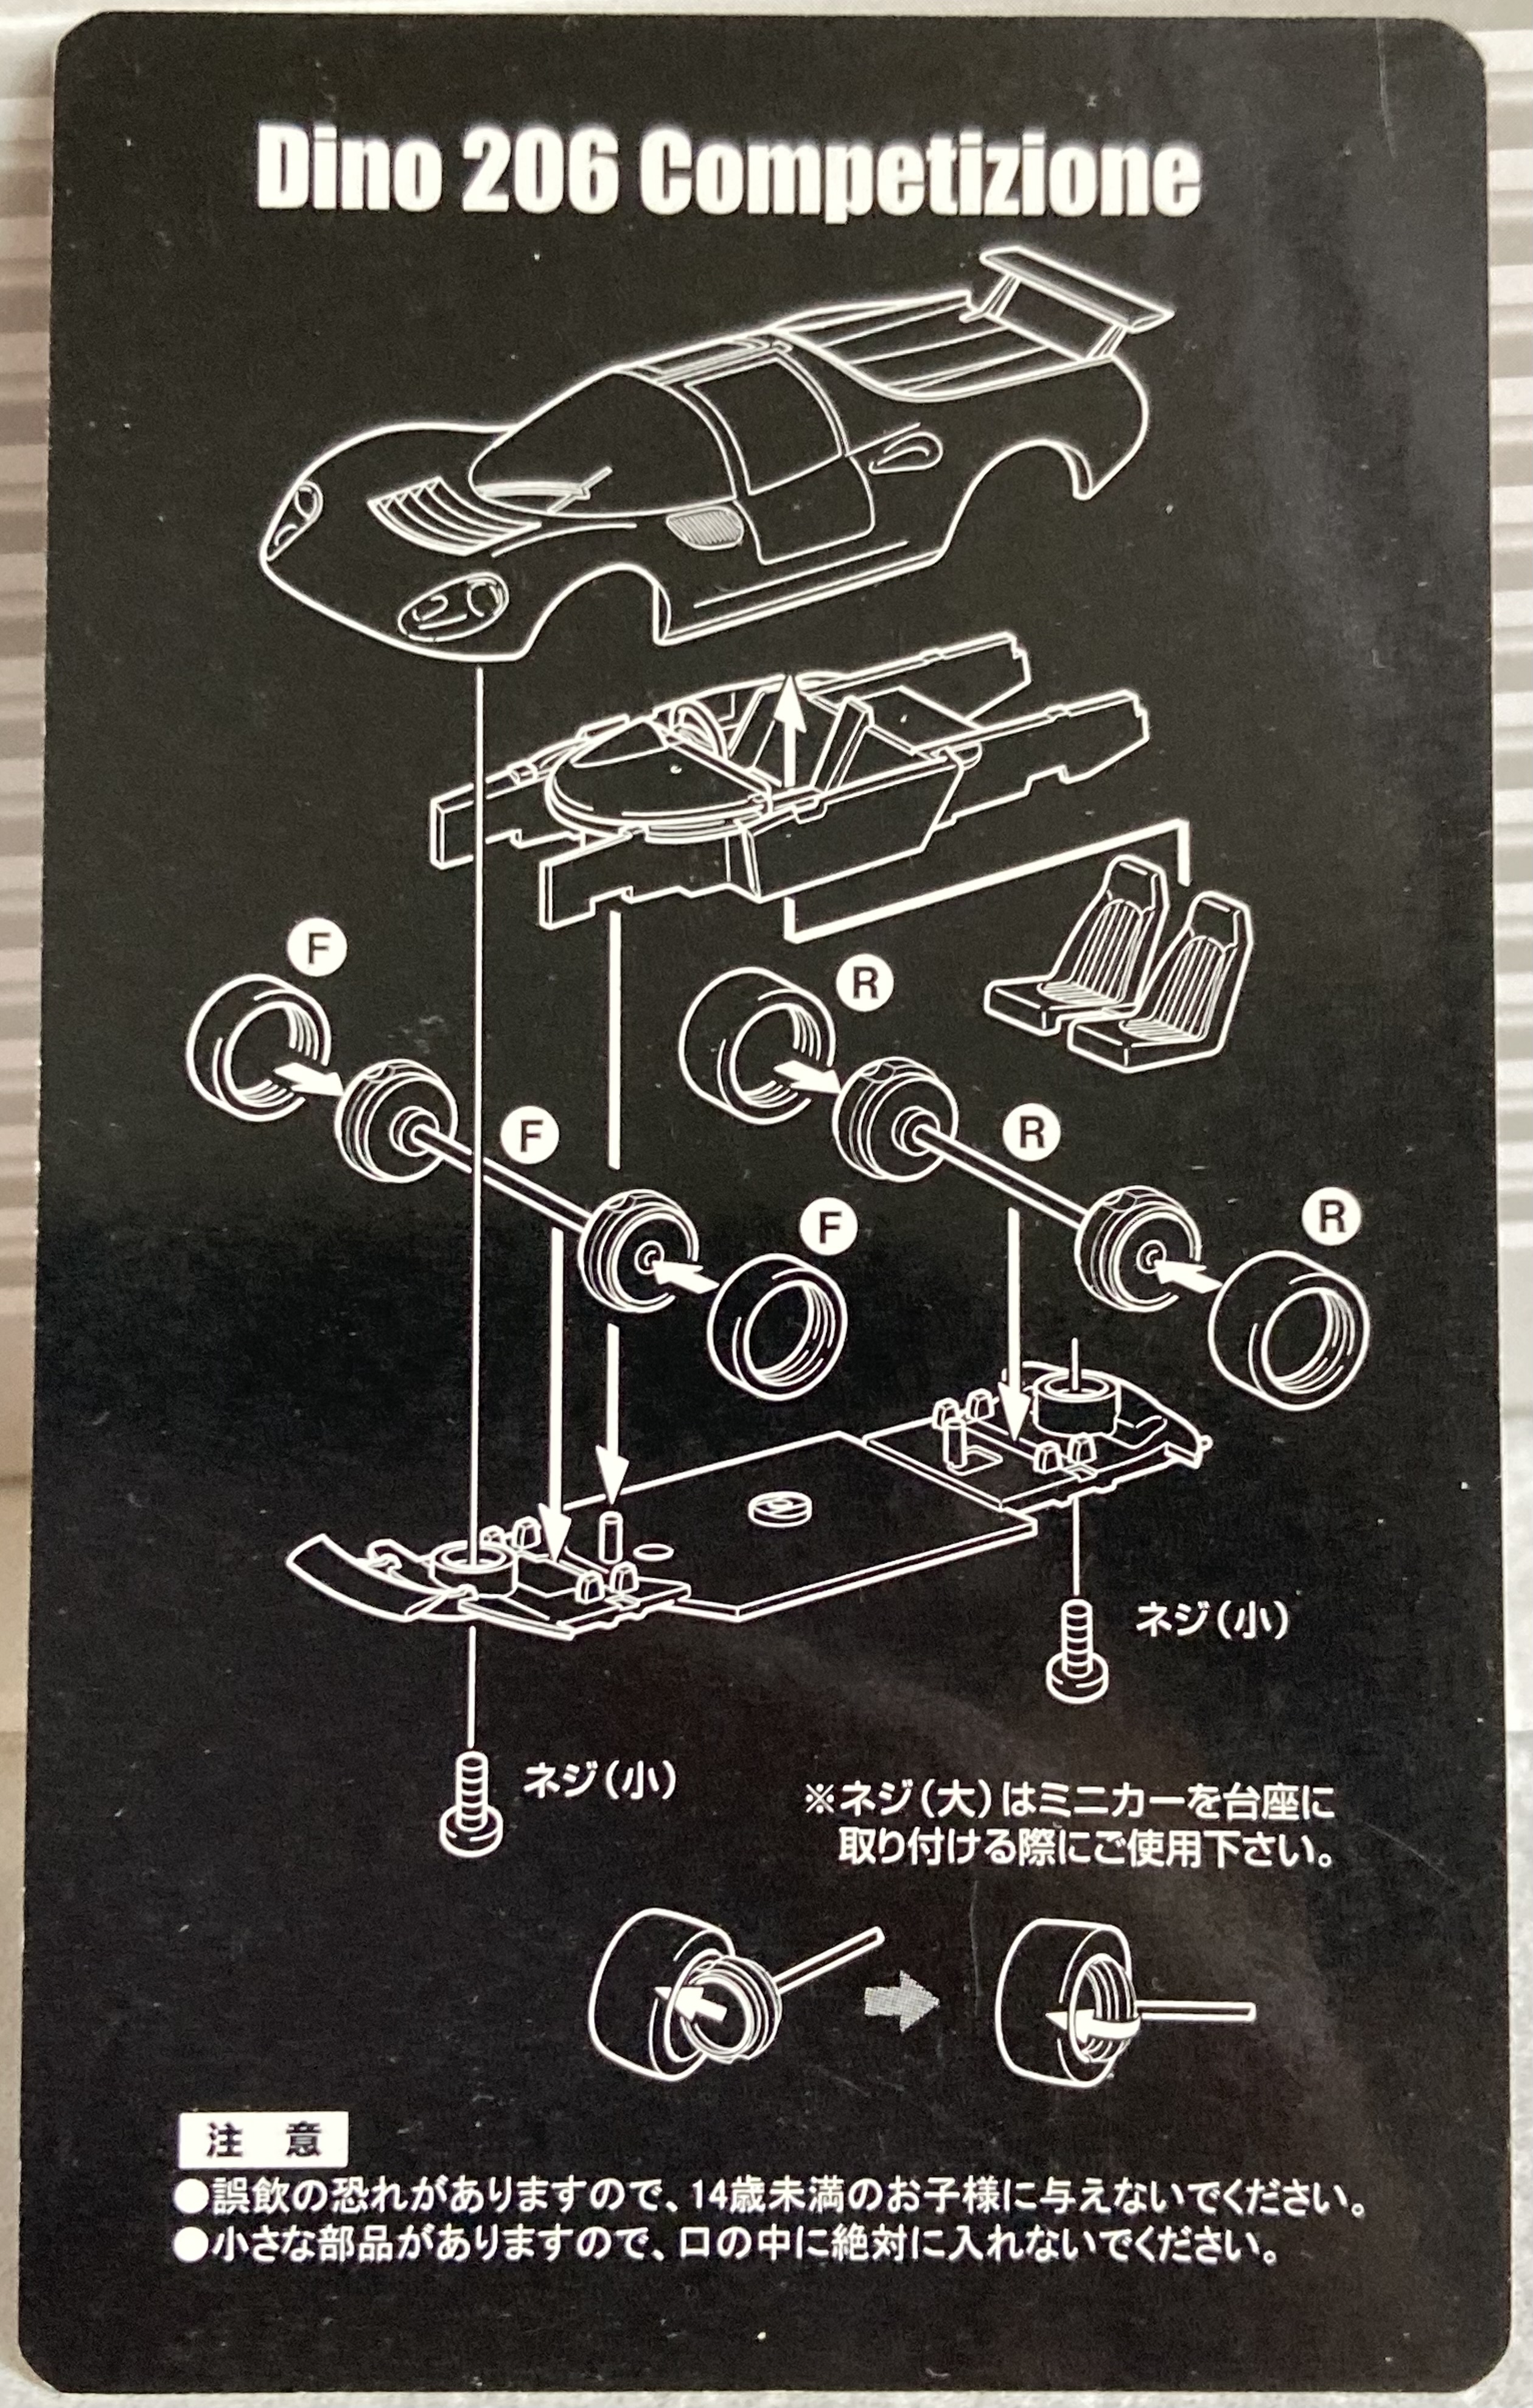 Dino 206 Competizione
F
R
F
R
F
R
ネジ（小）
ネジ（小）
※ネジ（大）はミニカーを台座に
取り付ける際にご使用下さい。
注 意
●誤飲の恐れがありますので、14歳未満のお子様に与えないでください。
●小さな部品がありますので、口の中に絶対に入れないでください。